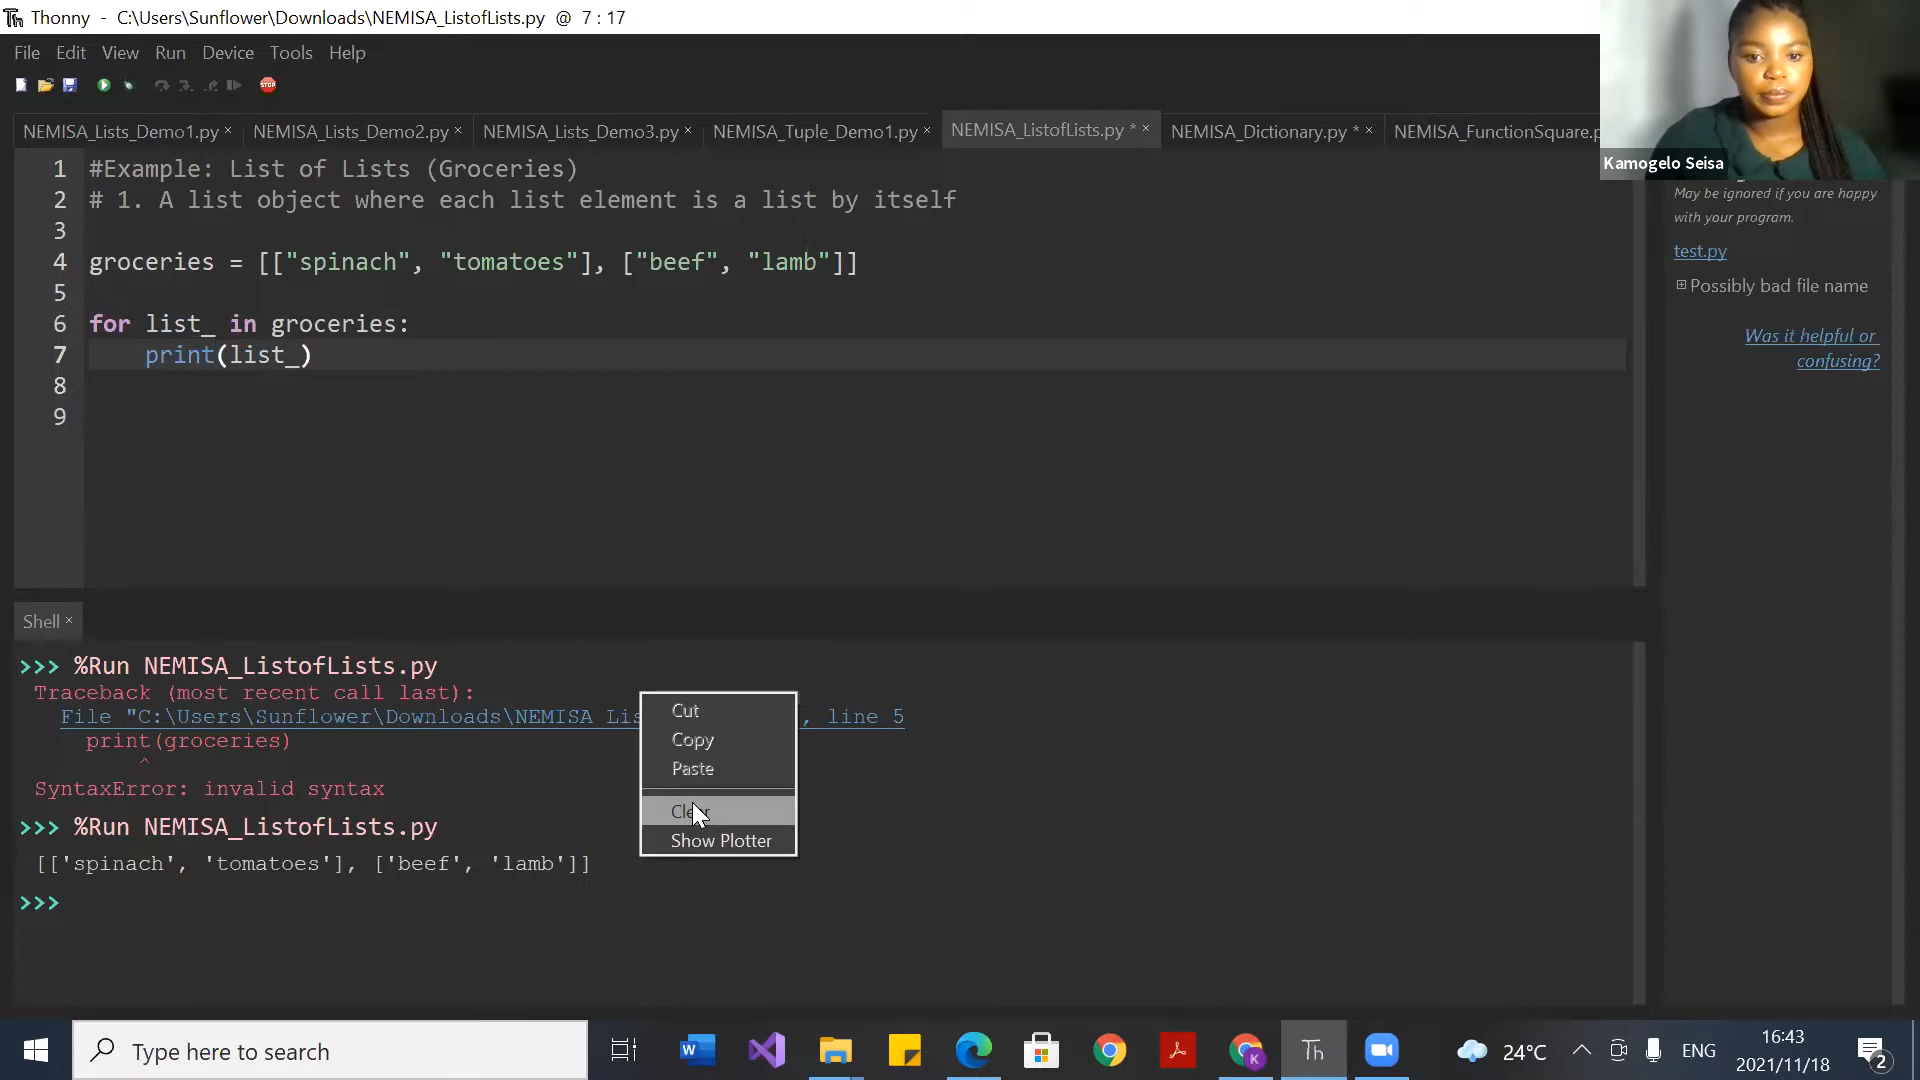 Thonny - C:\Users\Sunflower\Downloads\NEMISA_ListofLists.py @ 7 : 17
File Edit View Run Device Tools Help
STOP
NEMISA_Lists_Demo1.py × NEMISA_Lists_Demo2.py × NEMISA_Lists_Demo3.py × NEMISA_Tuple_Demo1.py × NEMISA_ListofLists.py * × NEMISA_Dictionary.py * × NEMISA_FunctionSquare.p
Kamogelo Seisa
1 #Example: List of Lists (Groceries)
2 # 1. A list object where each list element is a list by itself
3
4 groceries = [["spinach", "tomatoes"], ["beef", "lamb"]]
5
6 for list_ in groceries:
7 print(list_)
8
9
May be ignored if you are happy
with your program.
test.py
Possibly bad file name
Was it helpful or
confusing?
Shell ×
>>> %Run NEMISA_ListofLists.py
Traceback (most recent call last):
File "C:\Users\Sunflower\Downloads\NEMISA Lis , line 5
print(groceries)
^
SyntaxError: invalid syntax
>>> %Run NEMISA_ListofLists.py
[['spinach', 'tomatoes'], ['beef', 'lamb']]
>>>
Cut
Copy
Paste
Clear
Show Plotter
Type here to search
W
K
Th
24°C
ENG
16:43
2021/11/18
2